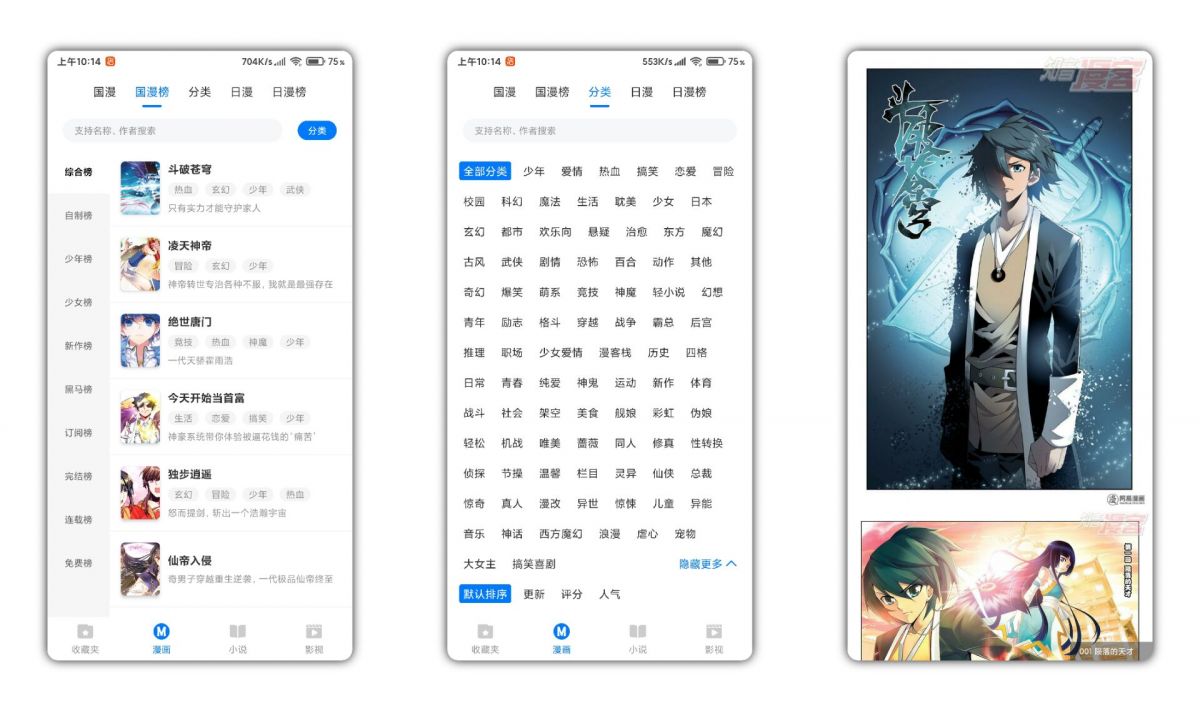 上午10:14
704K/s
75%
国漫 国漫榜 分类 日漫 日漫榜
支持名称、作者搜索
分类
综合榜
自制榜
少年榜
少女榜
新作榜
黑马榜
订阅榜
完结榜
连载榜
免费榜
斗破苍穹
热血 玄幻 少年 武侠
只有实力才能守护家人
凌天神帝
冒险 玄幻 少年
神帝转世专治各种不服, 我就是最强存在
绝世唐门
竞技 热血 神魔 少年
一代天骄霍雨浩
今天开始当首富
生活 恋爱 搞笑 少年
神豪系统带你体验被逼花钱的‘痛苦’
独步逍遥
玄幻 冒险 少年 热血
怒而提剑, 斩出一个浩瀚宇宙
仙帝入侵
奇男子穿越重生逆袭, 一代极品仙帝终至
收藏夹 漫画 小说 影视
上午10:14
553K/s
75%
国漫 国漫榜 分类 日漫 日漫榜
支持名称、作者搜索
全部分类 少年 爱情 热血 搞笑 恋爱 冒险
校园 科幻 魔法 生活 耽美 少女 日本
玄幻 都市 欢乐向 悬疑 治愈 东方 魔幻
古风 武侠 剧情 恐怖 百合 动作 其他
奇幻 爆笑 萌系 竞技 神魔 轻小说 幻想
青年 励志 格斗 穿越 战争 霸总 后宫
推理 职场 少女爱情 漫客栈 历史 四格
日常 青春 纯爱 神鬼 运动 新作 体育
战斗 社会 架空 美食 舰娘 彩虹 伪娘
轻松 机战 唯美 蔷薇 同人 修真 性转换
侦探 节操 温馨 栏目 灵异 仙侠 总裁
惊奇 真人 漫改 异世 惊悚 儿童 异能
音乐 神话 西方魔幻 浪漫 虐心 宠物
大女主 搞笑喜剧
隐藏更多
默认排序 更新 评分 人气
收藏夹 漫画 小说 影视
知音漫客
斗破苍穹
网易漫画
知音漫客
第一回 陨落的天才
001 陨落的天才